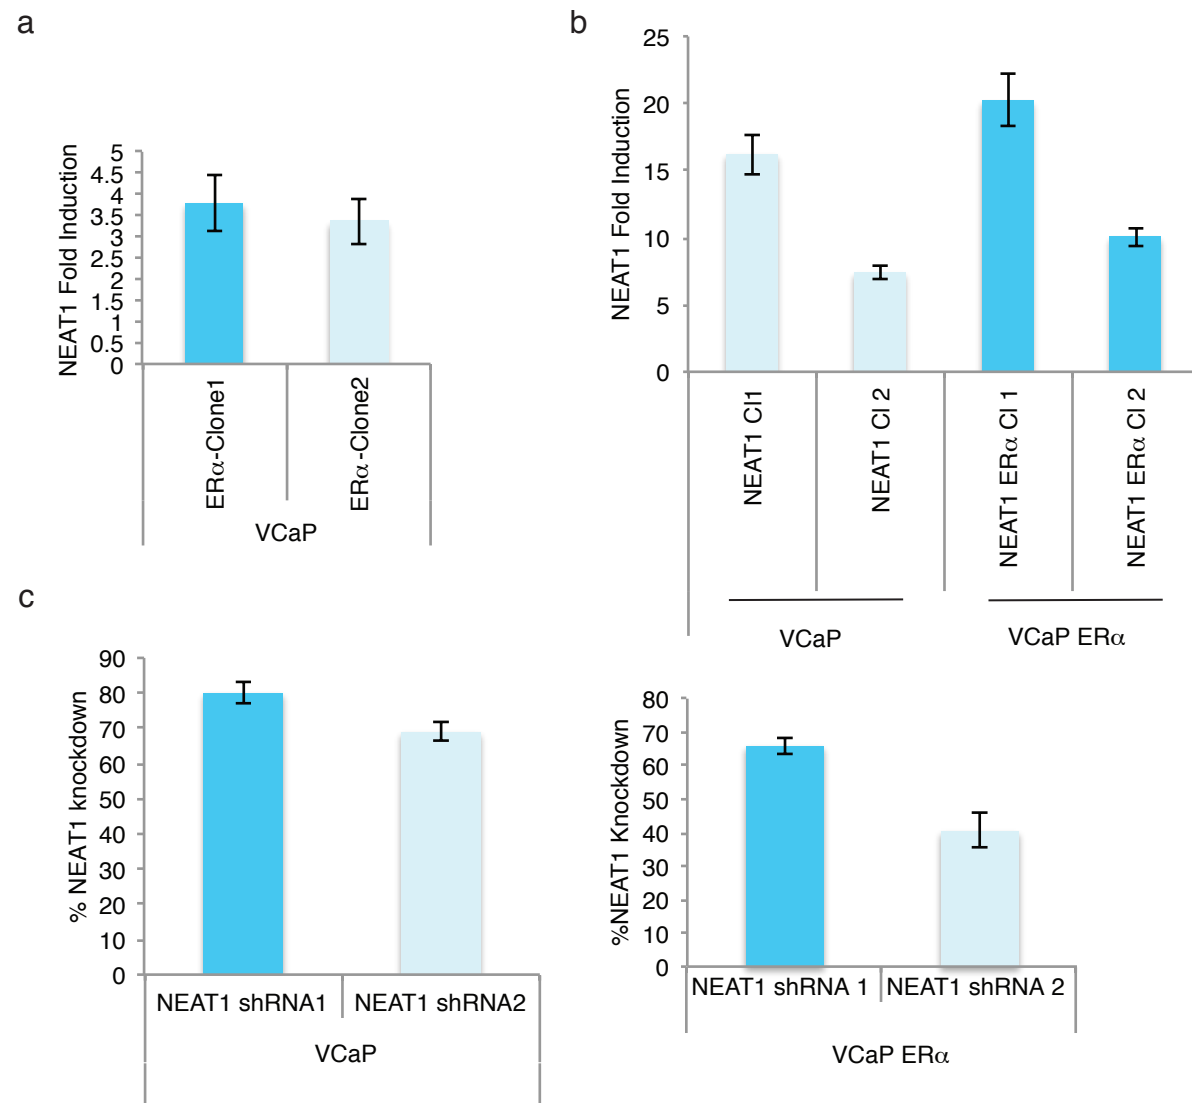 a
NEAT1 Fold Induction
5
4.5
4
3.5
3
2.5
2
1.5
1
0.5
0
ERα-Clone1
ERα-Clone2
VCaP
b
NEAT1 Fold Induction
25
20
15
10
5
0
NEAT1 Cl1
NEAT1 Cl 2
NEAT1 ERα Cl 1
NEAT1 ERα Cl 2
VCaP
VCaP ERα
c
% NEAT1 knockdown
90
80
70
60
50
40
30
20
10
0
NEAT1 shRNA1
NEAT1 shRNA2
VCaP
%NEAT1 Knockdown
80
70
60
50
40
30
20
10
0
NEAT1 shRNA 1
NEAT1 shRNA 2
VCaP ERα